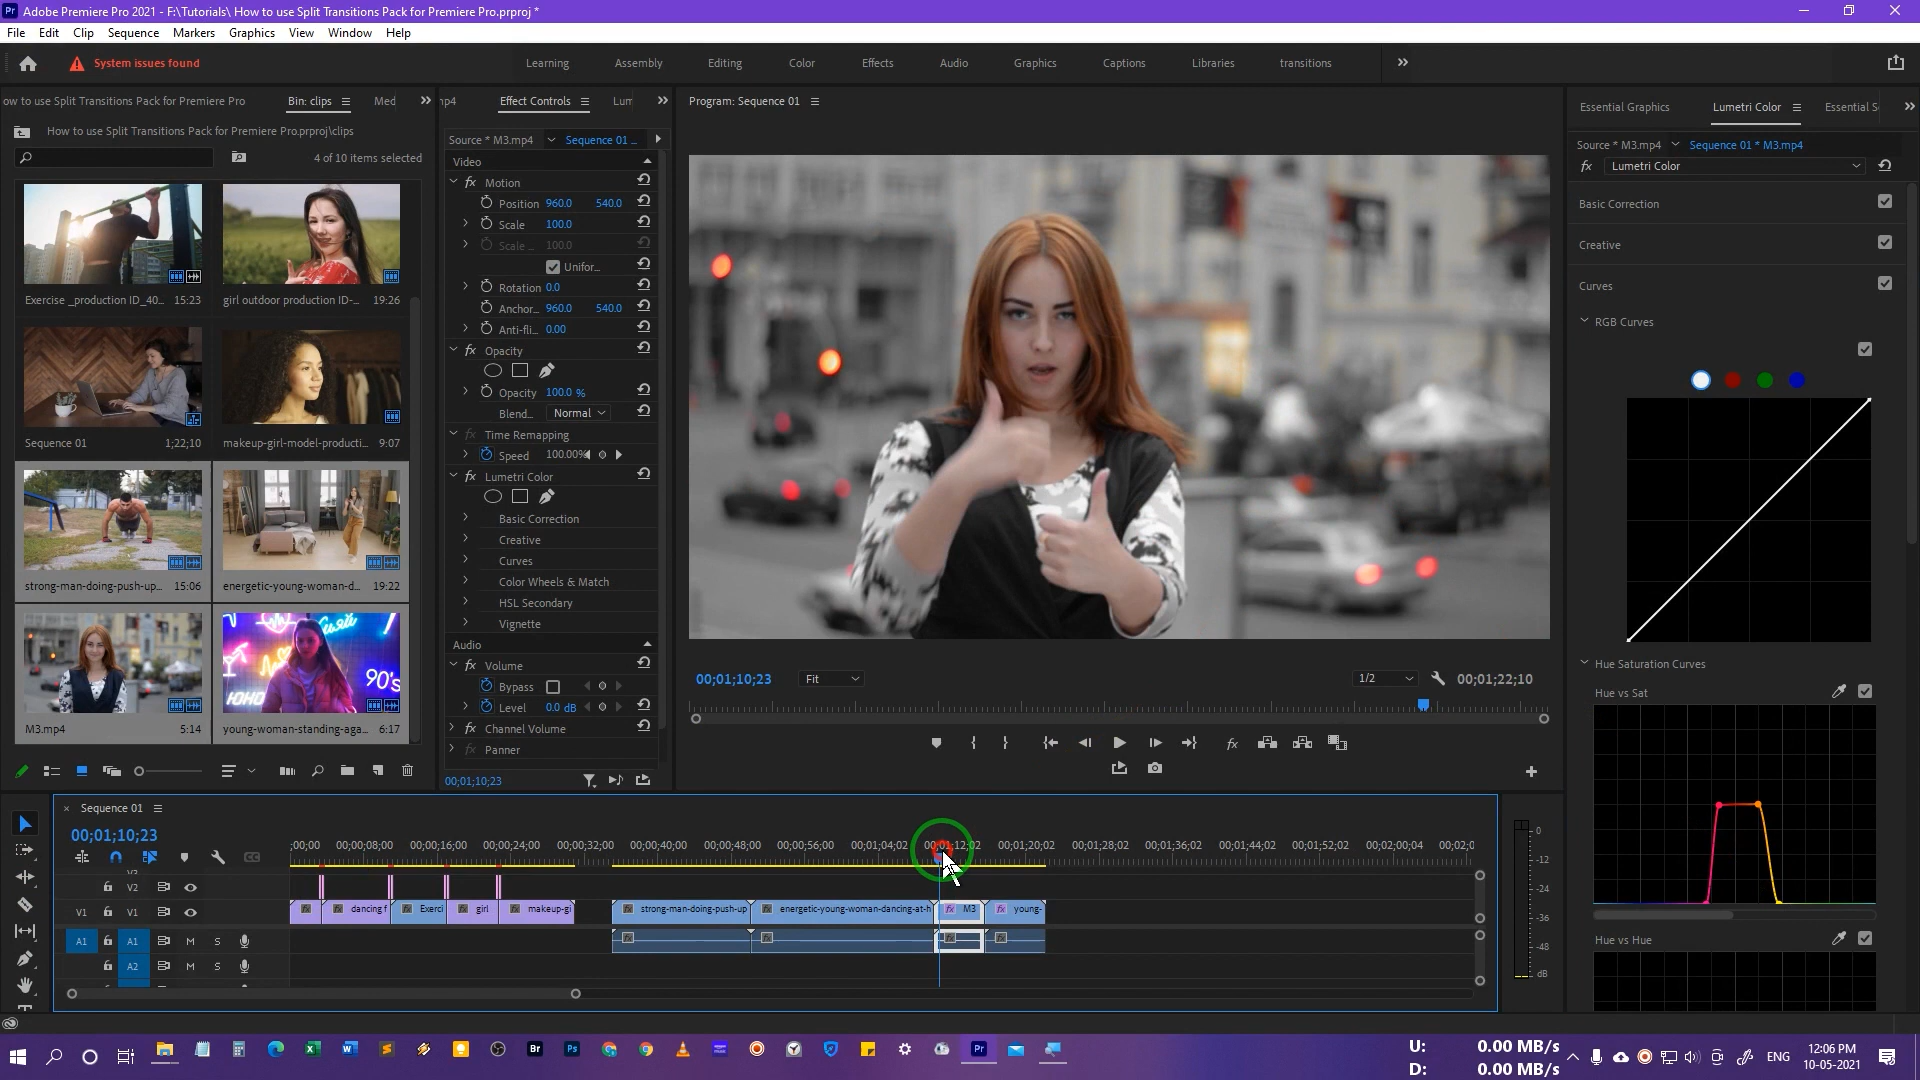 Adobe Premiere Pro 2021 - F:\Tutorials\ How to use Split Transitions Pack for Premiere Pro.prproj *
File Edit Clip Sequence Markers Graphics View Window Help
System issues found
Learning Assembly Editing Color Effects Audio Graphics Captions Libraries transitions
ow to use Split Transitions Pack for Premiere Pro Bin: clips Med
How to use Split Transitions Pack for Premiere Pro.prproj\clips
4 of 10 items selected
Exercise _production ID_40... 15:23
girl outdoor production ID-... 19:26
Sequence 01 1;22;10
makeup-girl-model-producti... 9:07
strong-man-doing-push-up... 15:06
energetic-young-woman-d... 19:22
M3.mp4 5:14
young-woman-standing-aga... 6:17
np4 Effect Controls Lum
Source * M3.mp4 Sequence 01 ...
Video
fx Motion
Position 960.0 540.0
Scale 100.0
Scale ... 100.0
Unifor...
Rotation 0.0
Anchor... 960.0 540.0
Anti-fli... 0.00
fx Opacity
Opacity 100.0 %
Blend... Normal
fx Time Remapping
Speed 100.00%
fx Lumetri Color
Basic Correction
Creative
Curves
Color Wheels & Match
HSL Secondary
Vignette
Audio
fx Volume
Bypass
Level 0.0 dB
fx Channel Volume
fx Panner
00;01;10;23
Program: Sequence 01
00;01;10;23 Fit 1/2 00;01;22;10
fx
Essential Graphics Lumetri Color Essential S
Source * M3.mp4 Sequence 01 * M3.mp4
fx Lumetri Color
Basic Correction
Creative
Curves
RGB Curves
Hue Saturation Curves
Hue vs Sat
Hue vs Hue
Sequence 01
00;01;10;23
;00;00 00;00;08;00 00;00;16;00 00;00;24;00 00;00;32;00 00;00;40;00 00;00;48;00 00;00;56;00 00;01;04;02 00;01;12;02 00;01;20;02 00;01;28;02 00;01;36;02 00;01;44;02 00;01;52;02 00;02;00;04 00;02;0
V2
V1 V1 dancing f Exerci girl makeup-gi strong-man-doing-push-up energetic-young-woman-dancing-at-h M3 young-
A1 A1 M S
A2 M S
0
-12
-24
-36
-48
dB
U: 0.00 MB/s
D: 0.00 MB/s
ENG
12:06 PM
10-05-2021